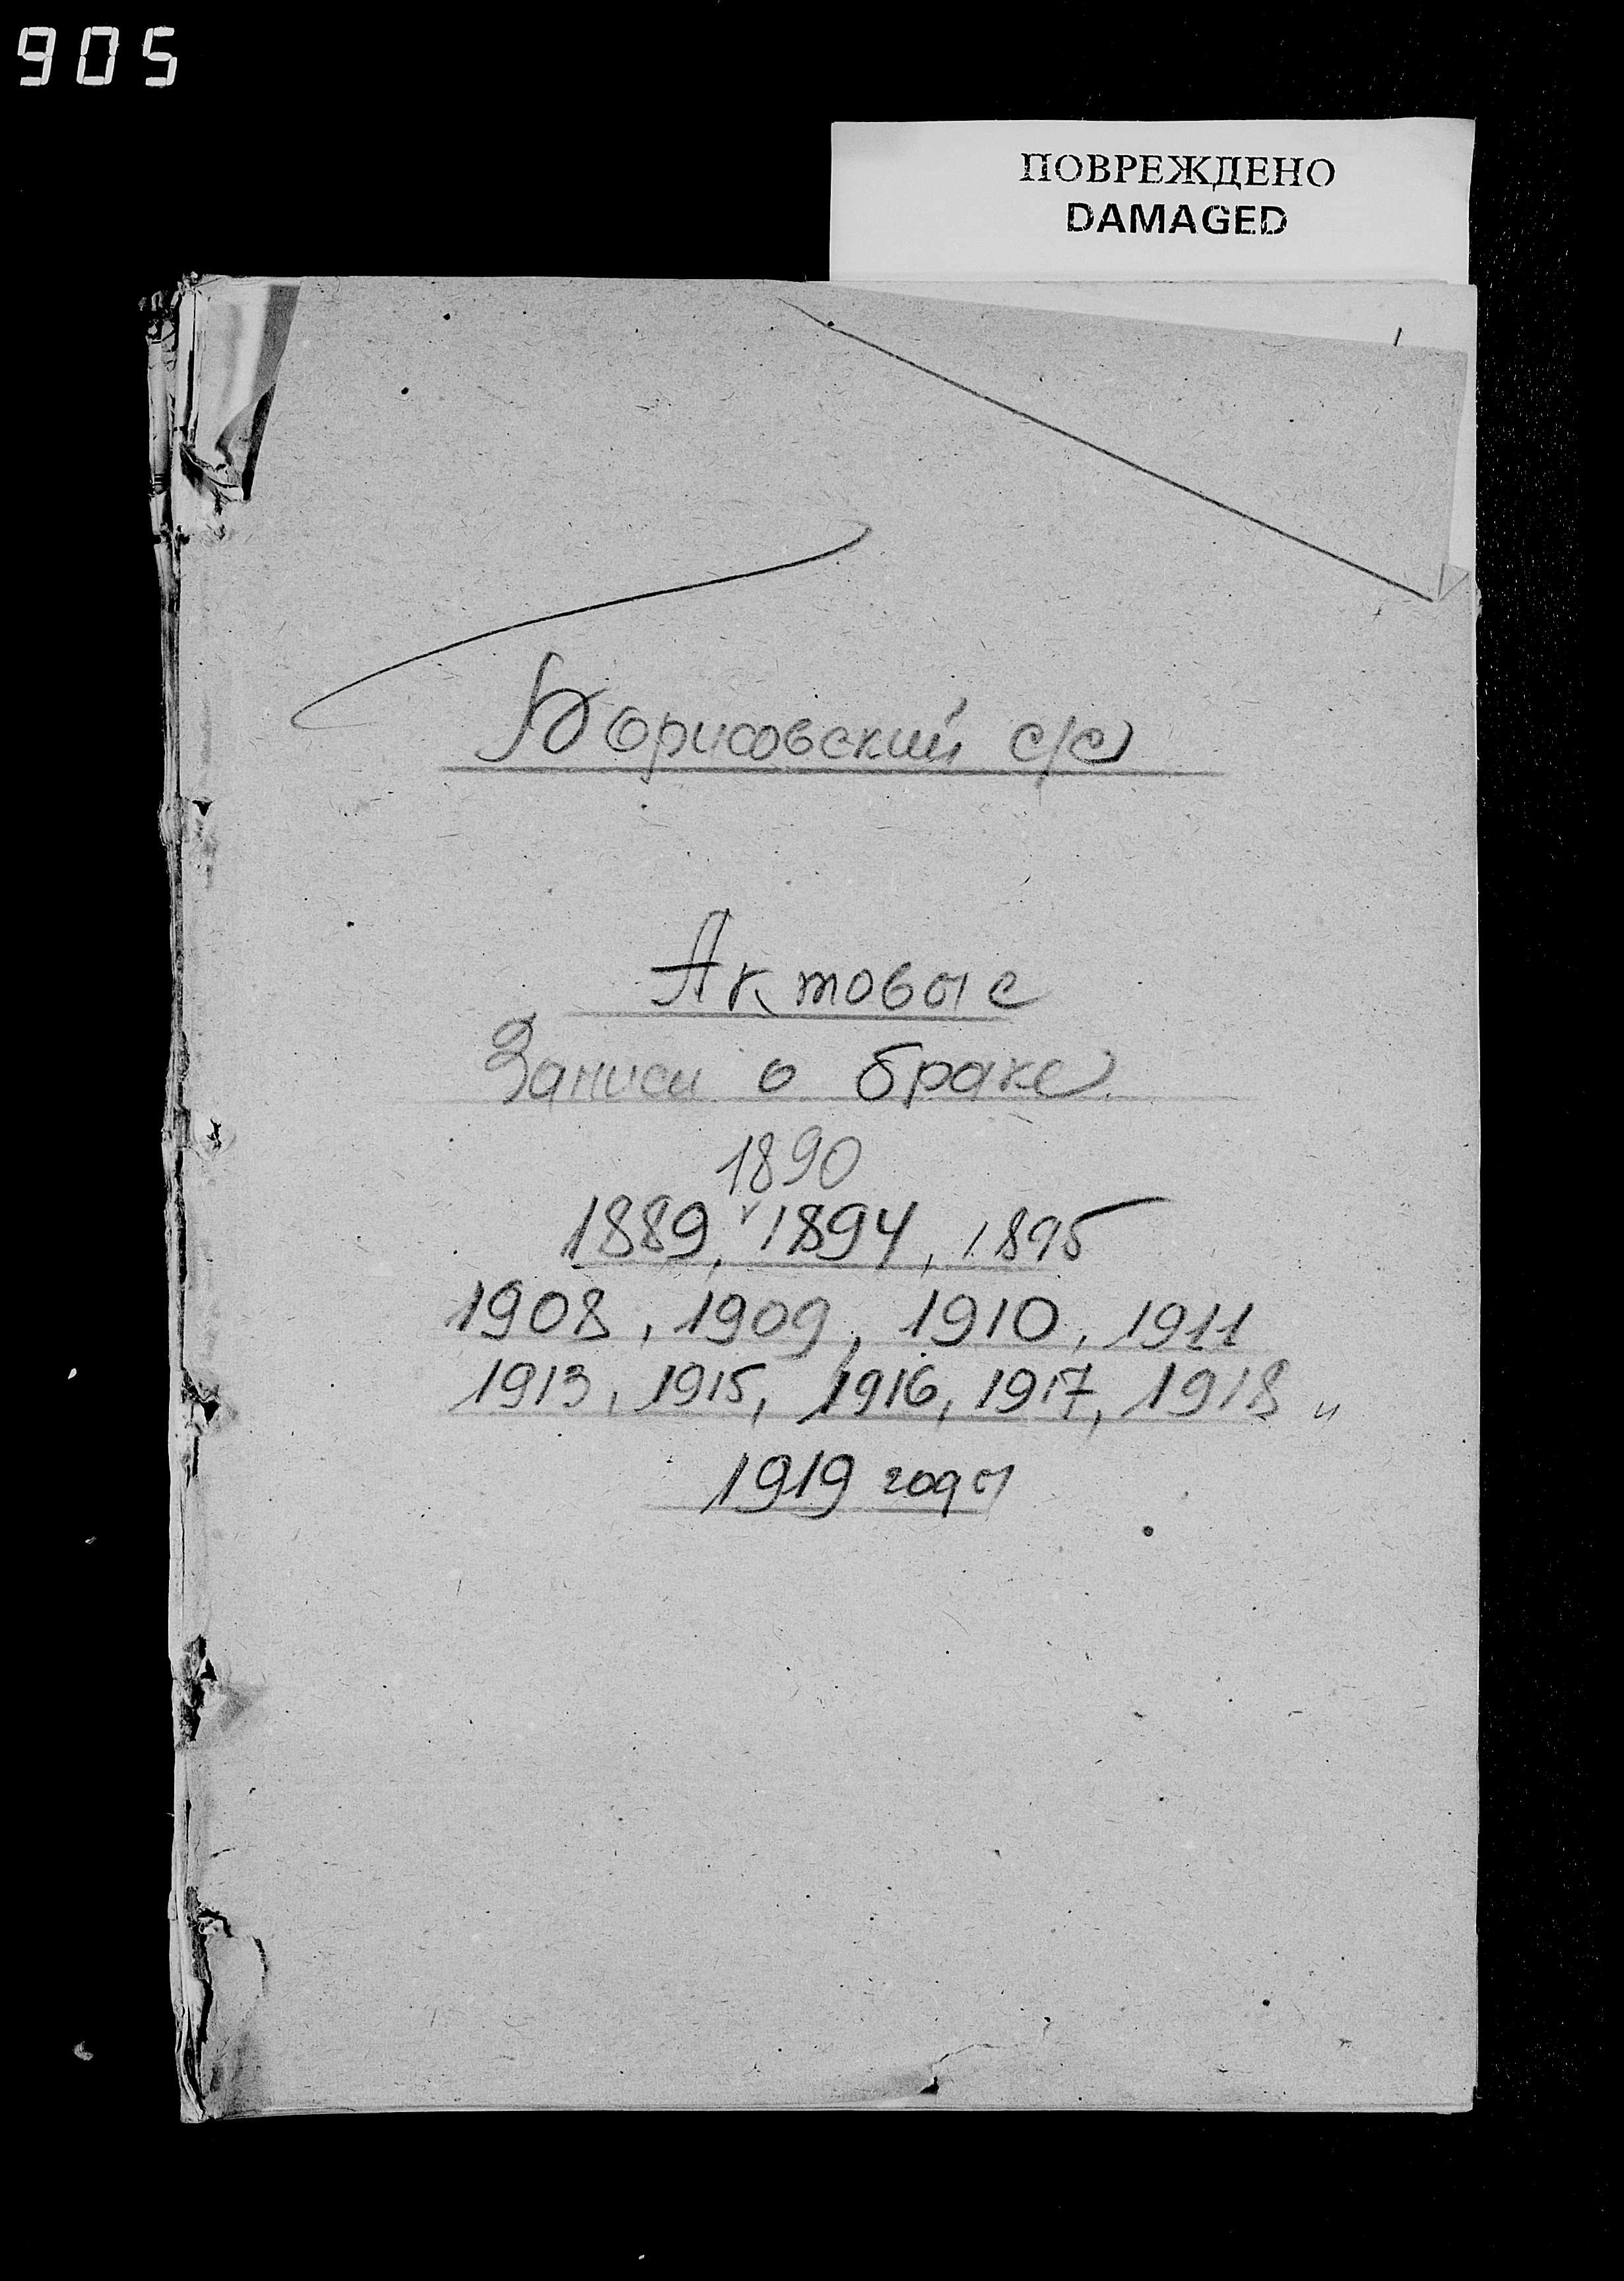 905
ПОВРЕЖДЕНО
DAMAGED
Борисовский с/с
Актовые
Записи о браке
1890
1889, 1894, 1895
1908, 1909, 1910, 1911
1913, 1915, 1916, 1917, 1918 и
1919 годы